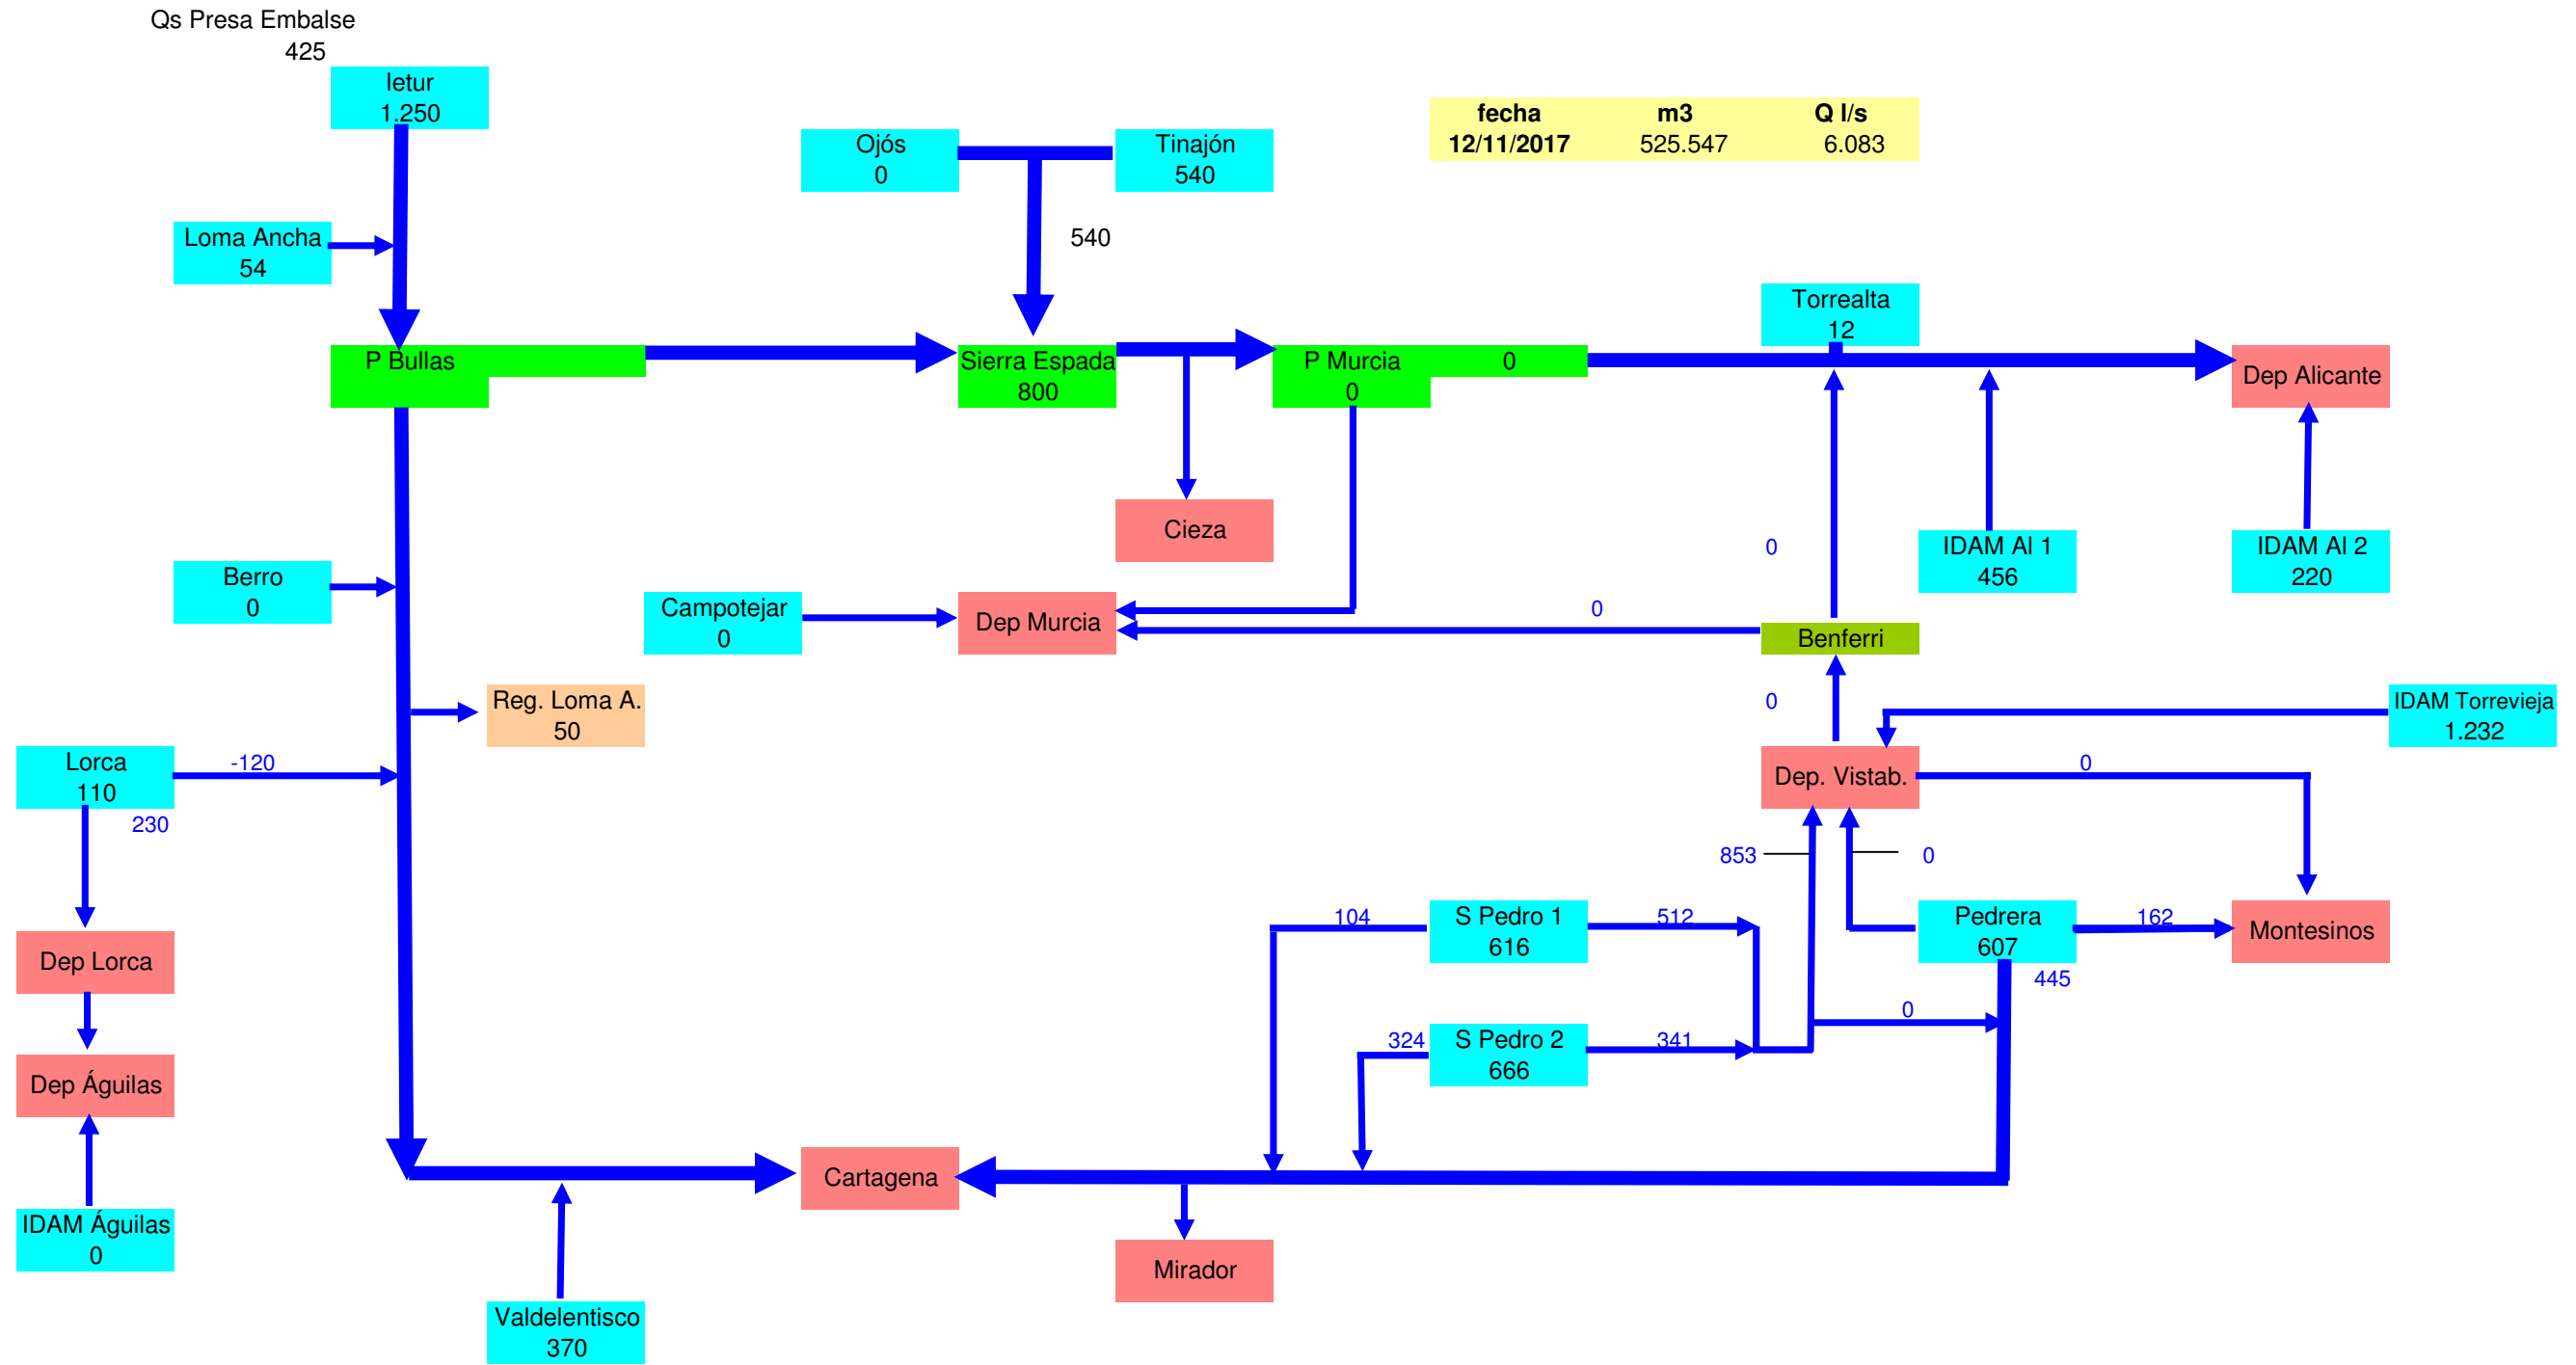 Qs Presa Embalse
425
letur
1.250
fecha m3 Q l/s
12/11/2017 525.547 6.083
Ojós
0
Tinajón
540
Loma Ancha
54
540
Torrealta
12
P Bullas
Sierra Espada
800
P Murcia 0
0
Dep Alicante
Cieza
IDAM Al 1
456
IDAM Al 2
220
0
Berro
0
Campotejar
0
Dep Murcia
0
Benferri
Reg. Loma A.
50
0
IDAM Torrevieja
1.232
Lorca
110
-120
230
Dep. Vistab.
0
853
0
104
S Pedro 1
616
512
Pedrera
607
162
Montesinos
445
Dep Lorca
0
324
S Pedro 2
666
341
Dep Águilas
Cartagena
IDAM Águilas
0
Mirador
Valdelentisco
370